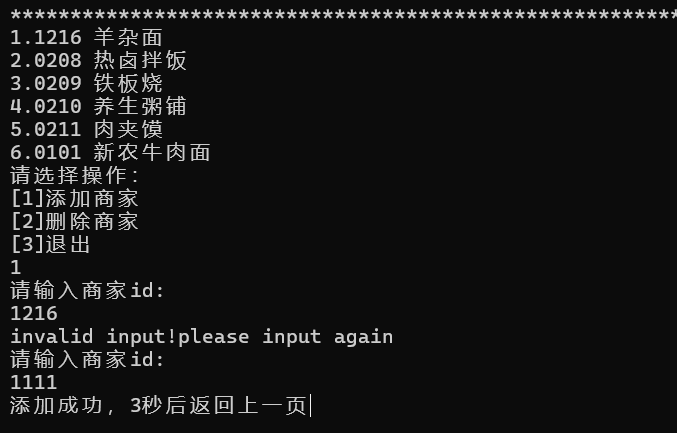 ********************************************************
1.1216 羊杂面
2.0208 热卤拌饭
3.0209 铁板烧
4.0210 养生粥铺
5.0211 肉夹馍
6.0101 新农牛肉面
请选择操作:
[1]添加商家
[2]删除商家
[3]退出
1
请输入商家id:
1216
invalid input!please input again
请输入商家id:
1111
添加成功, 3秒后返回上一页